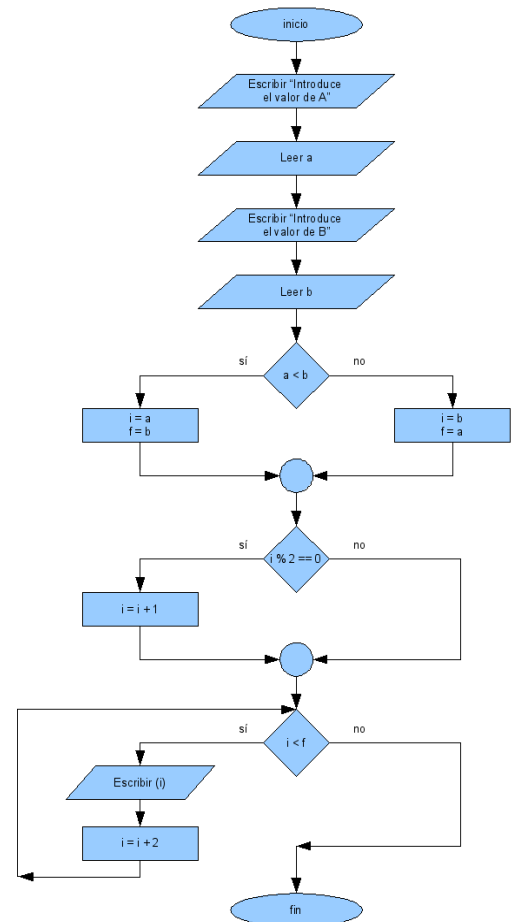 inicio
Escribir “Introduce
el valor de A”
Leer a
Escribir “Introduce
el valor de B”
Leer b
sí
a < b
no
i = a
f = b
i = b
f = a
sí
i % 2 == 0
no
i = i + 1
sí
i < f
no
Escribir (i)
i = i + 2
fin